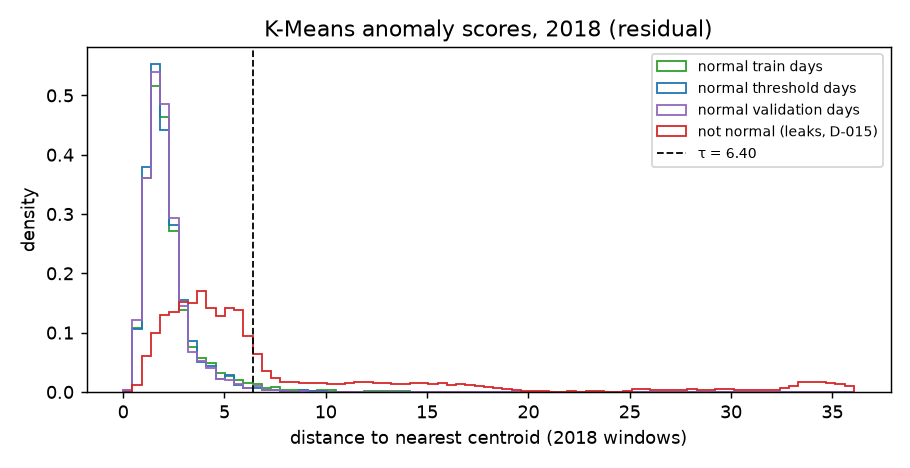 K-Means anomaly scores, 2018 (residual)
density
0.5
0.4
0.3
0.2
0.1
0.0
normal train days
normal threshold days
normal validation days
not normal (leaks, D-015)
τ = 6.40
0 5 10 15 20 25 30 35
distance to nearest centroid (2018 windows)